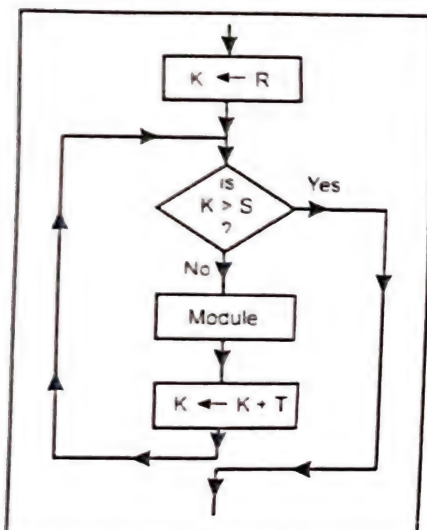 K ← R
Is
K > S
?
Yes
No
Module
K ← K + T